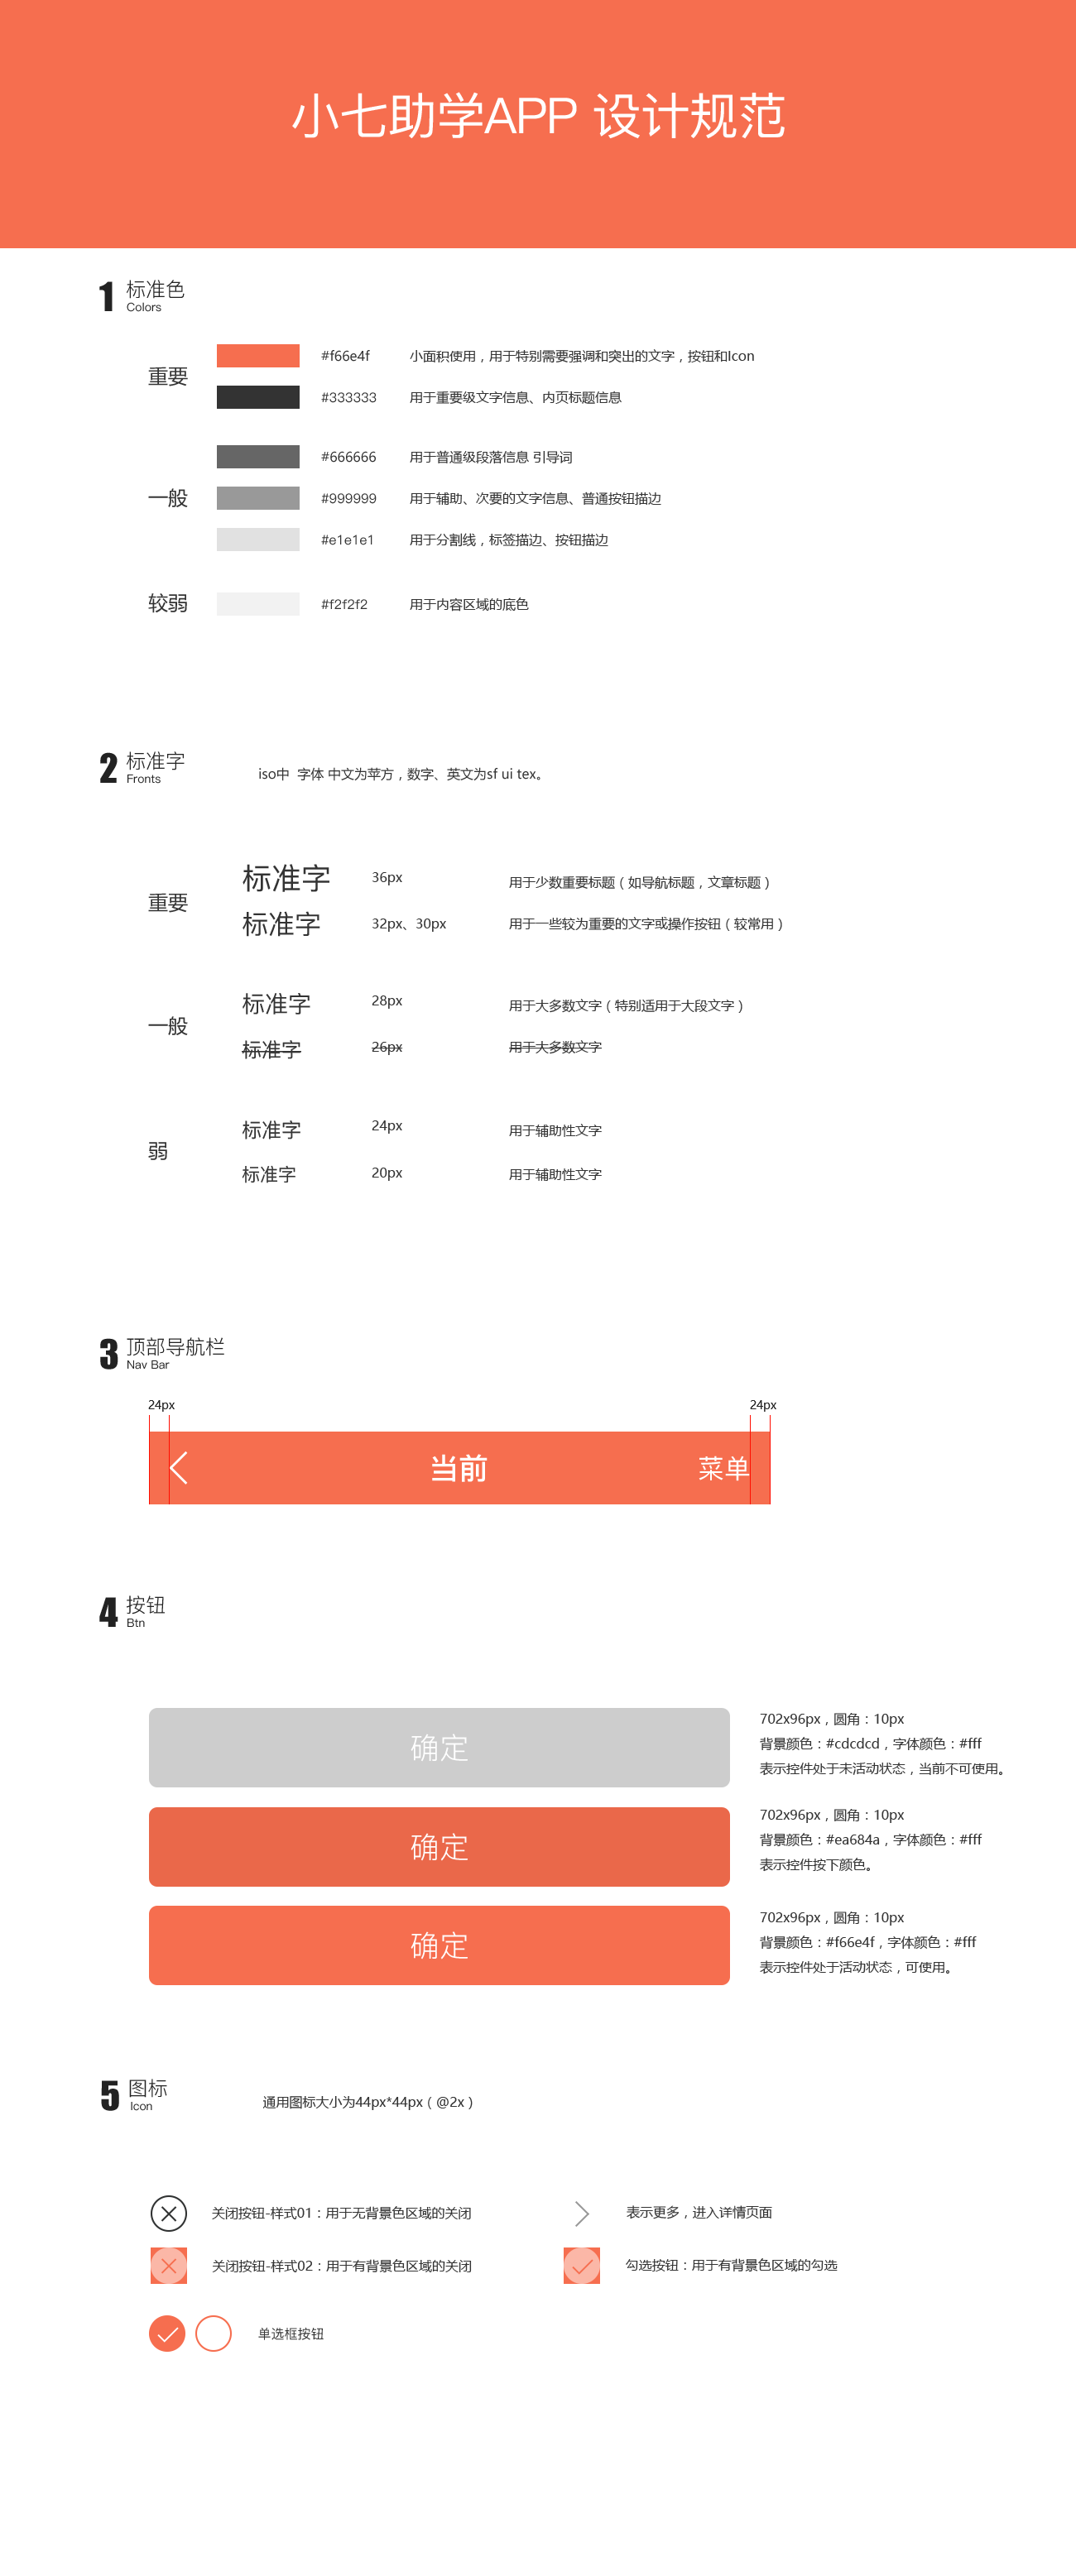 小七助学APP 设计规范
1 标准色
Colors
重要
#f66e4f 小面积使用，用于特别需要强调和突出的文字，按钮和Icon
#333333 用于重要级文字信息、内页标题信息
一般
#666666 用于普通级段落信息 引导词
#999999 用于辅助、次要的文字信息、普通按钮描边
#e1e1e1 用于分割线，标签描边、按钮描边
较弱
#f2f2f2 用于内容区域的底色
2 标准字
Fronts
iso中 字体 中文为苹方，数字、英文为sf ui tex。
重要
标准字 36px 用于少数重要标题（如导航标题，文章标题）
标准字 32px、30px 用于一些较为重要的文字或操作按钮（较常用）
一般
标准字 28px 用于大多数文字（特别适用于大段文字）
标准字 26px 用于大多数文字
弱
标准字 24px 用于辅助性文字
标准字 20px 用于辅助性文字
3 顶部导航栏
Nav Bar
24px 24px
当前 菜单
4 按钮
Btn
确定
702x96px，圆角：10px
背景颜色：#cdcdcd，字体颜色：#fff
表示控件处于未活动状态，当前不可使用。
确定
702x96px，圆角：10px
背景颜色：#ea684a，字体颜色：#fff
表示控件按下颜色。
确定
702x96px，圆角：10px
背景颜色：#f66e4f，字体颜色：#fff
表示控件处于活动状态，可使用。
5 图标
Icon
通用图标大小为44px*44px（@2x）
关闭按钮-样式01：用于无背景色区域的关闭
表示更多，进入详情页面
关闭按钮-样式02：用于有背景色区域的关闭
勾选按钮：用于有背景色区域的勾选
单选框按钮